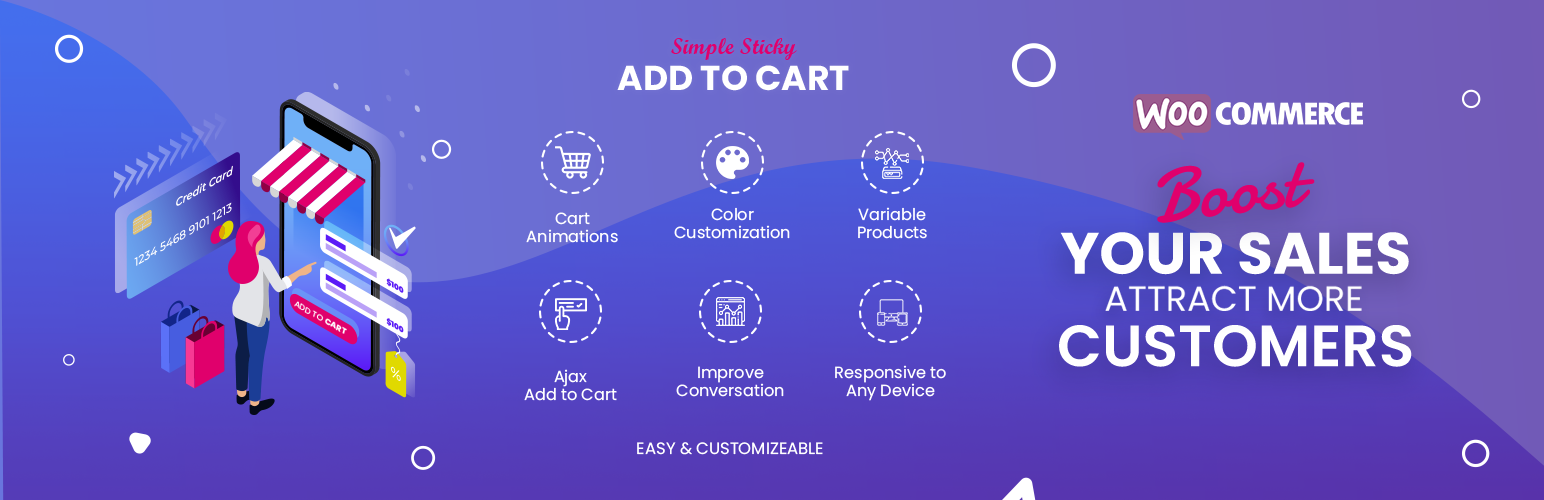 Credit Card
1234 5468 9101 1213
$100
$100
ADD TO CART
%
Simple Sticky
ADD TO CART
Cart
Animations
Color
Customization
Variable
Products
Ajax
Add to Cart
Improve
Conversation
Responsive to
Any Device
EASY & CUSTOMIZEABLE
WOO COMMERCE
Boost
YOUR SALES
ATTRACT MORE
CUSTOMERS